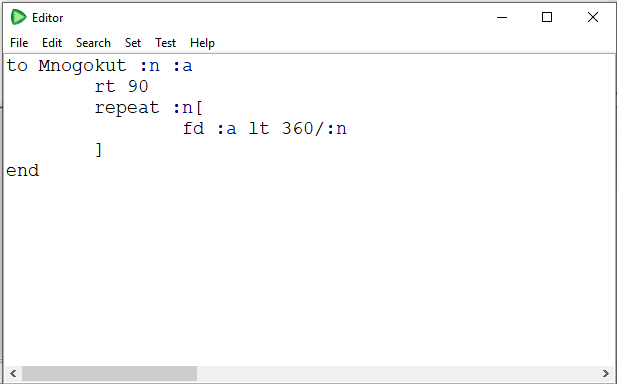 Editor
File Edit Search Set Test Help
to Mnogokut :n :a
rt 90
repeat :n[
fd :a lt 360/:n
]
end